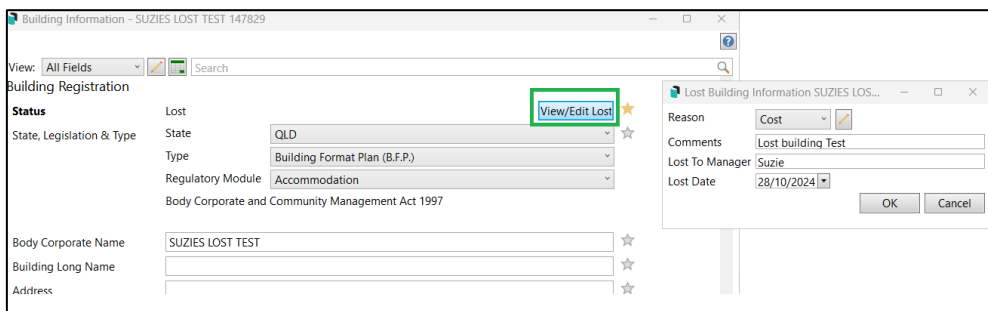 Building Information - SUZIES LOST TEST 147829
View: All Fields Search
Building Registration
Status Lost View/Edit Lost
State, Legislation & Type State QLD
Type Building Format Plan (B.F.P.)
Regulatory Module Accommodation
Body Corporate and Community Management Act 1997
Body Corporate Name SUZIES LOST TEST
Building Long Name
Address
Lost Building Information SUZIES LOS...
Reason Cost
Comments Lost building Test
Lost To Manager Suzie
Lost Date 28/10/2024
OK Cancel